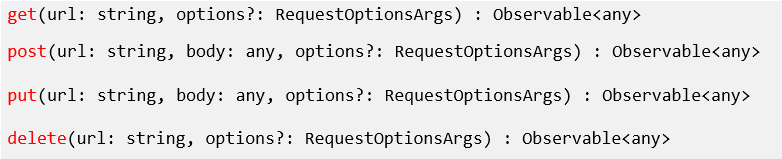 get(url: string, options?: RequestOptionsArgs) : Observable<any>
post(url: string, body: any, options?: RequestOptionsArgs) : Observable<any>
put(url: string, body: any, options?: RequestOptionsArgs) : Observable<any>
delete(url: string, options?: RequestOptionsArgs) : Observable<any>